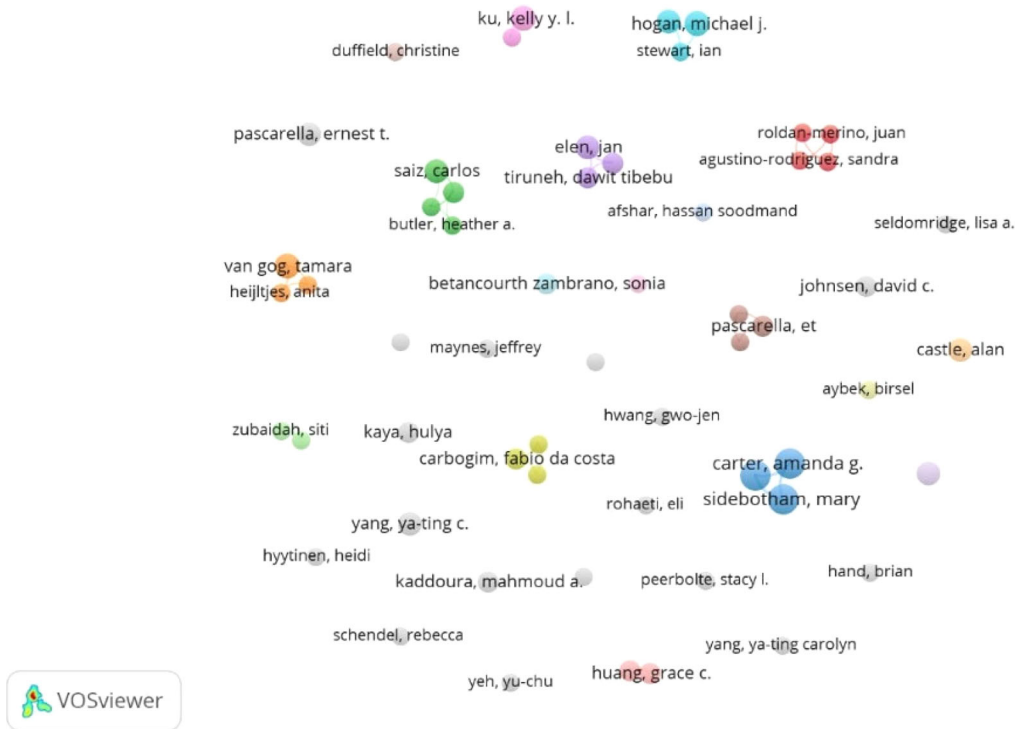 ku, kelly y. l.
hogan, michael j.
duffield, christine
stewart, ian
pascarella, ernest t.
roldan-merino, juan
elen, jan
agustino-rodriguez, sandra
saiz, carlos
tiruneh, dawit tibebu
afshar, hassan soodmand
butler, heather a.
seldomridge, lisa a.
van gog, tamara
betancourth zambrano, sonia
johnsen, david c.
heijltjes, anita
pascarella, et
maynes, jeffrey
castle, alan
aybek, birsel
hwang, gwo-jen
zubaidah, siti
kaya, hulya
carbogim, fabio da costa
carter, amanda g.
sidebotham, mary
rohaeti, eli
yang, ya-ting c.
hyytinen, heidi
hand, brian
kaddoura, mahmoud a.
peerbolte, stacy l.
schendel, rebecca
yang, ya-ting carolyn
huang, grace c.
yeh, yu-chu
VOSviewer